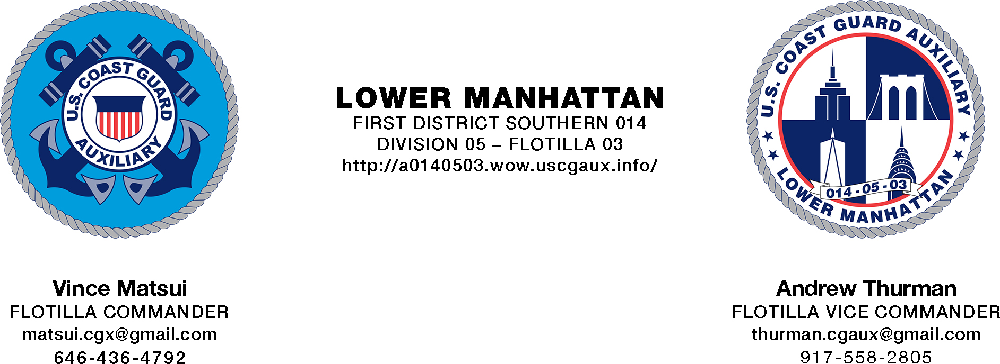 U.S. COAST GUARD
AUXILIARY
LOWER MANHATTAN
FIRST DISTRICT SOUTHERN 014
DIVISION 05 – FLOTILLA 03
http://a0140503.wow.uscgaux.info/
U.S. COAST GUARD AUXILIARY
014-05-03
LOWER MANHATTAN
Vince Matsui
FLOTILLA COMMANDER
matsui.cgx@gmail.com
646-436-4792
Andrew Thurman
FLOTILLA VICE COMMANDER
thurman.cgaux@gmail.com
917-558-2805